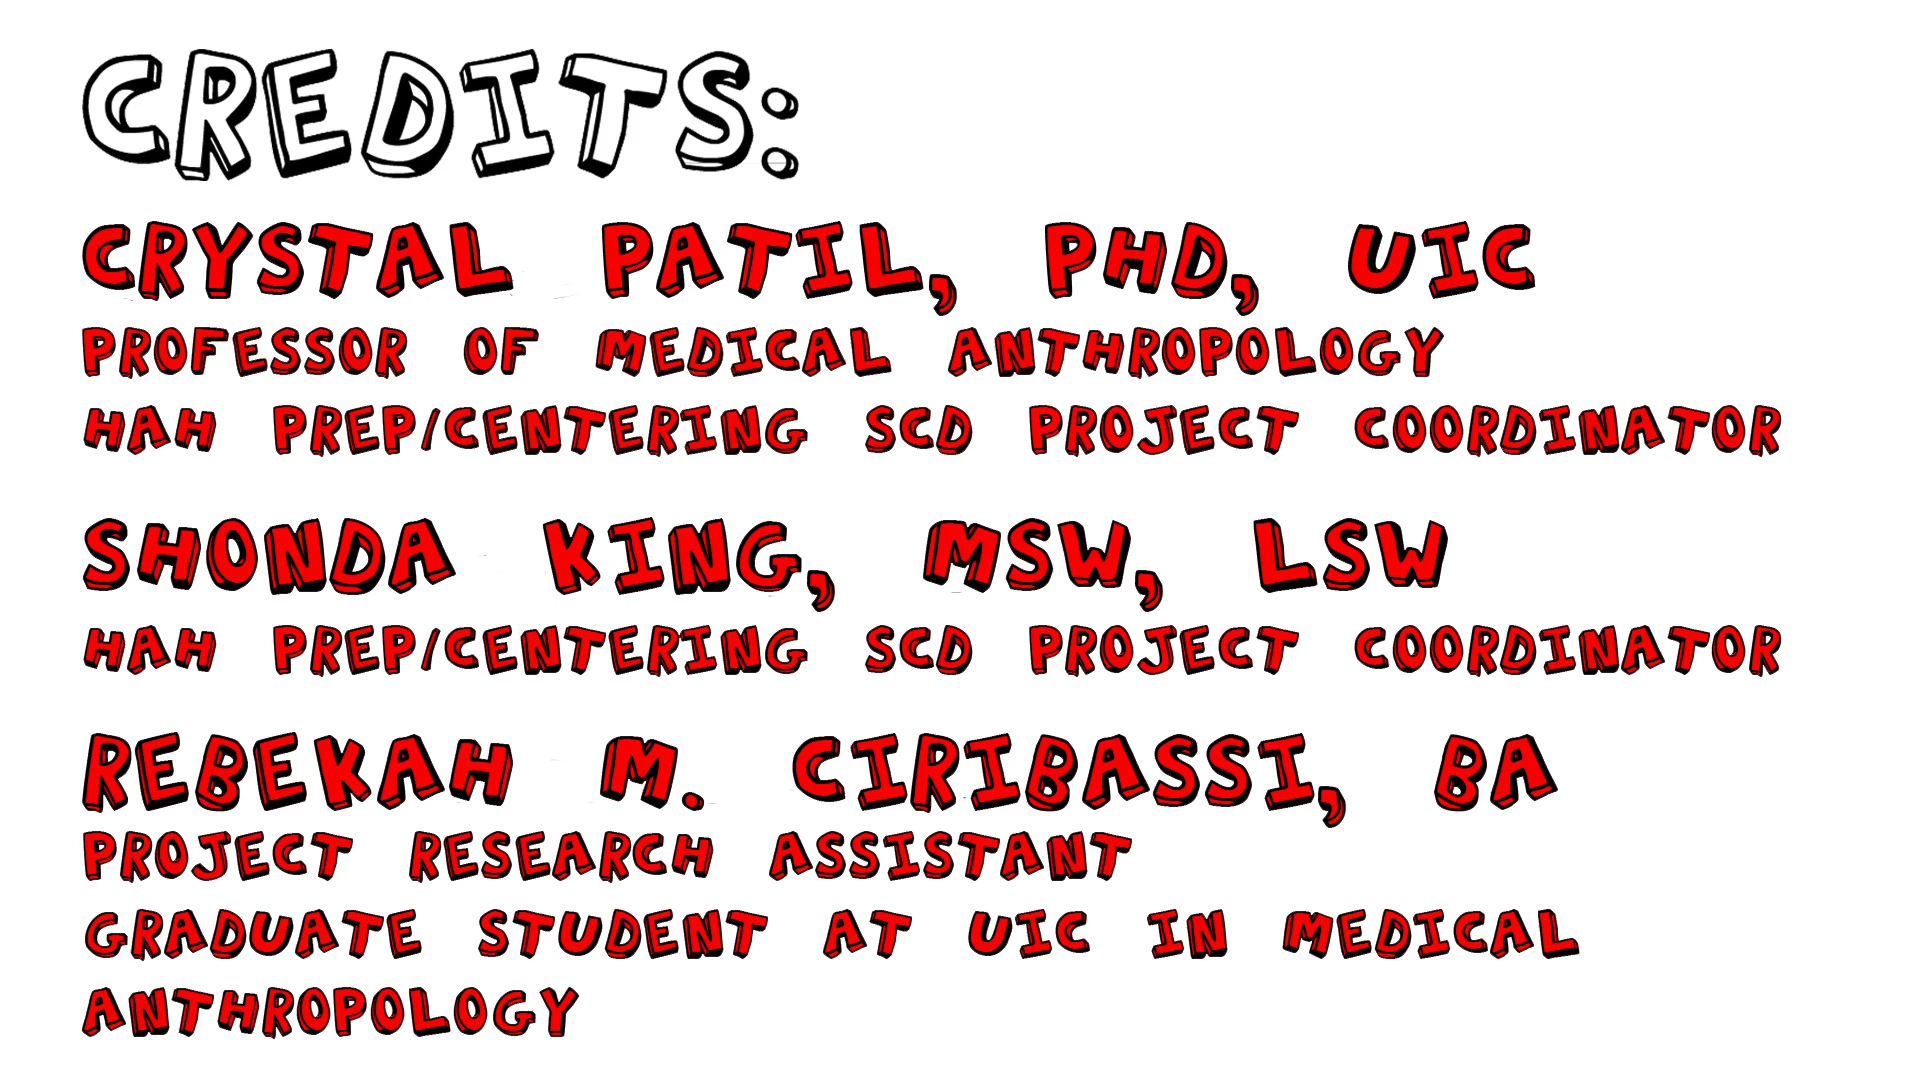 CREDITS:
CRYSTAL PATIL, PHD, UIC
PROFESSOR OF MEDICAL ANTHROPOLOGY
HAH PREP/CENTERING SCD PROJECT COORDINATOR
SHONDA KING, MSW, LSW
HAH PREP/CENTERING SCD PROJECT COORDINATOR
REBEKAH M. CIRIBASSI, BA
PROJECT RESEARCH ASSISTANT
GRADUATE STUDENT AT UIC IN MEDICAL
ANTHROPOLOGY